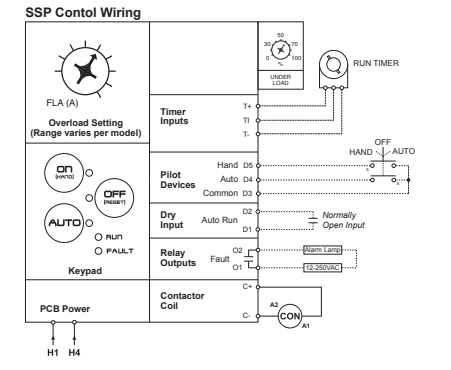 SSP Contol Wiring
FLA (A)
Overload Setting
(Range varies per model)
ON
(HAND)
OFF
(RESET)
AUTO
RUN
FAULT
Keypad
PCB Power
H1 H4
50
30 70
0 100
%
UNDER
LOAD
RUN TIMER
Timer
Inputs
T+
TI
T-
Pilot
Devices
Hand D5
Auto D4
Common D3
OFF
HAND AUTO
x
x
Dry
Input
Auto Run
D2
D1
Normally
Open Input
Relay
Outputs
Fault
O2
O1
Alarm Lamp
12-250VAC
Contactor
Coil
C+
C-
A2
CON
A1